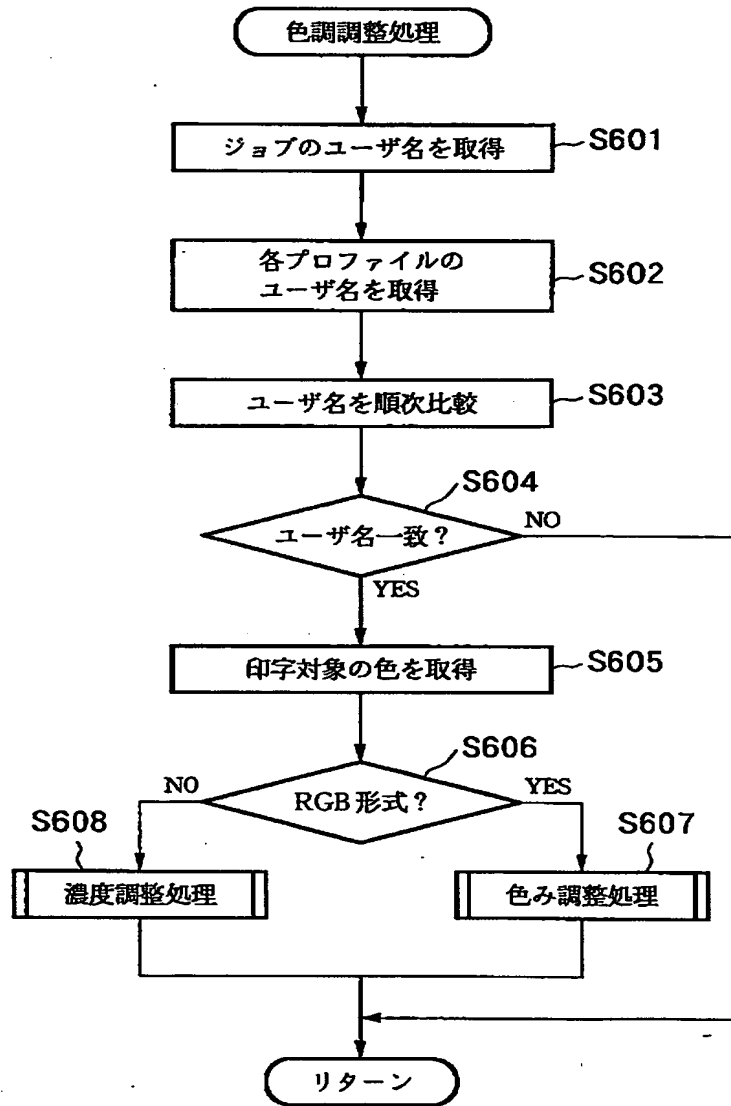 色調調整処理
ジョブのユーザ名を取得
S601
各プロファイルの
ユーザ名を取得
S602
ユーザ名を順次比較
S603
S604
ユーザ名一致？
NO
YES
印字対象の色を取得
S605
S606
NO
RGB形式？
YES
S608
S607
濃度調整処理
色み調整処理
リターン